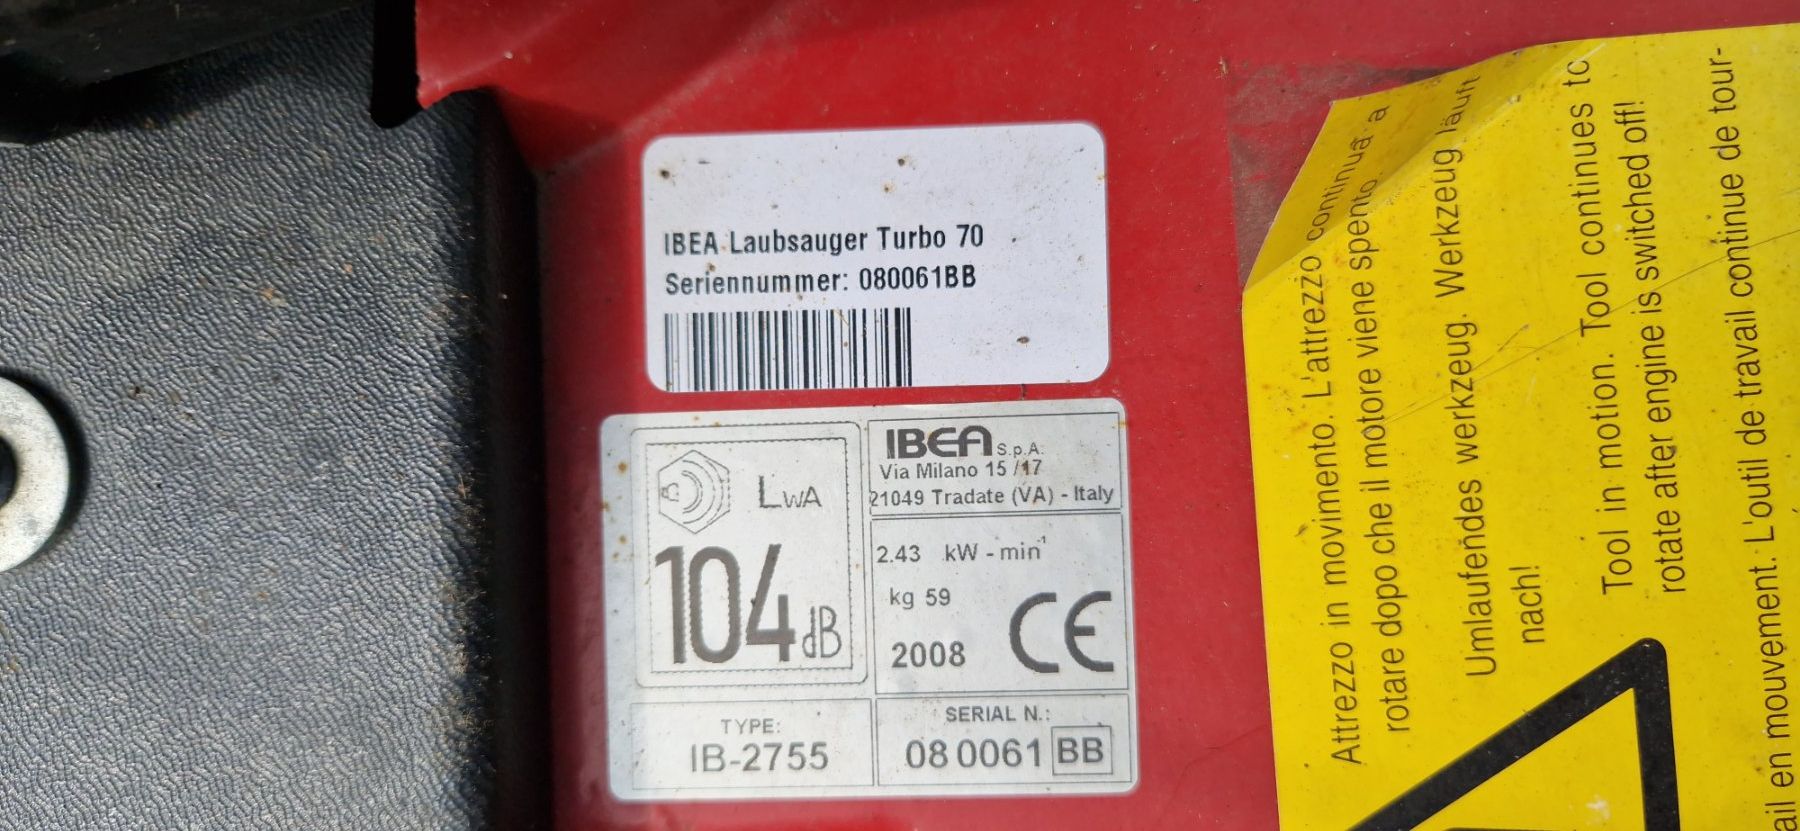 IBEA Laubsauger Turbo 70
Seriennummer: 080061BB
LWA
104 dB
IBEA S.p.A.
Via Milano 15 /17
21049 Tradate (VA) - Italy
2.43 kW - min-1
kg 59
2008 CE
TYPE:
IB-2755
SERIAL N.:
08 0061 BB
Attrezzo in movimento. L'attrezzo continua a
rotare dopo che il motore viene spento.
Umlaufendes werkzeug. Werkzeug läuft
nach!
Tool in motion. Tool continues to
rotate after engine is switched off!
ail en mouvement. L'outil de travail continue de tour-